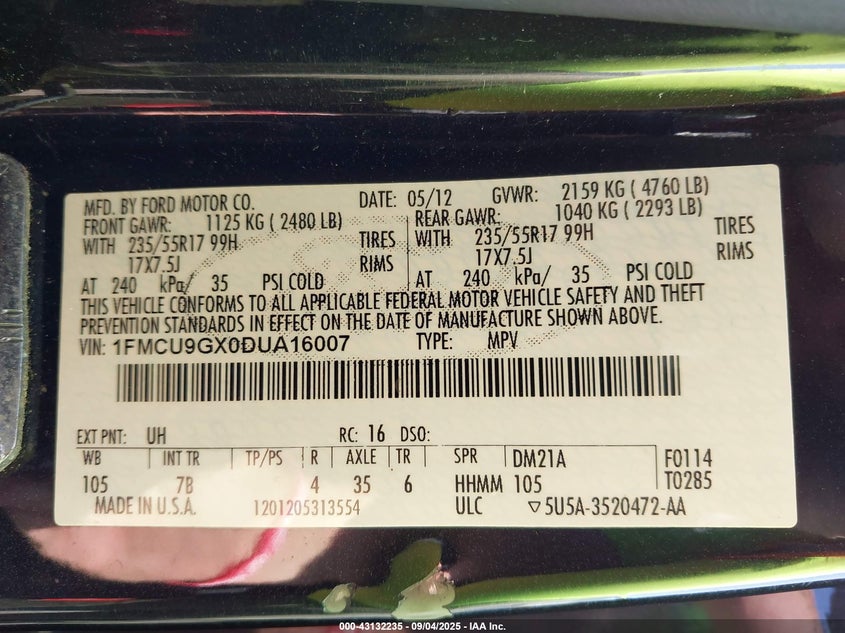 MFD. BY FORD MOTOR CO. DATE: 05/12 GVWR: 2159 KG ( 4760 LB)
FRONT GAWR: 1125 KG ( 2480 LB) REAR GAWR: 1040 KG ( 2293 LB)
WITH 235/55R17 99H TIRES WITH 235/55R17 99H TIRES
17X7.5J RIMS 17X7.5J RIMS
AT 240 kPa/ 35 PSI COLD AT 240 kPa/ 35 PSI COLD
THIS VEHICLE CONFORMS TO ALL APPLICABLE FEDERAL MOTOR VEHICLE SAFETY AND THEFT
PREVENTION STANDARDS IN EFFECT ON THE DATE OF MANUFACTURE SHOWN ABOVE.
VIN: 1FMCU9GX0DUA16007 TYPE: MPV
EXT PNT: UH RC: 16 DSO:
WB INT TR TP/PS R AXLE TR SPR DM21A F0114
105 7B 4 35 6 HHMM 105 T0285
MADE IN U.S.A. 1201205313554 ULC ▽5U5A-3520472-AA
000-43132235 - 09/04/2025 - IAA Inc.